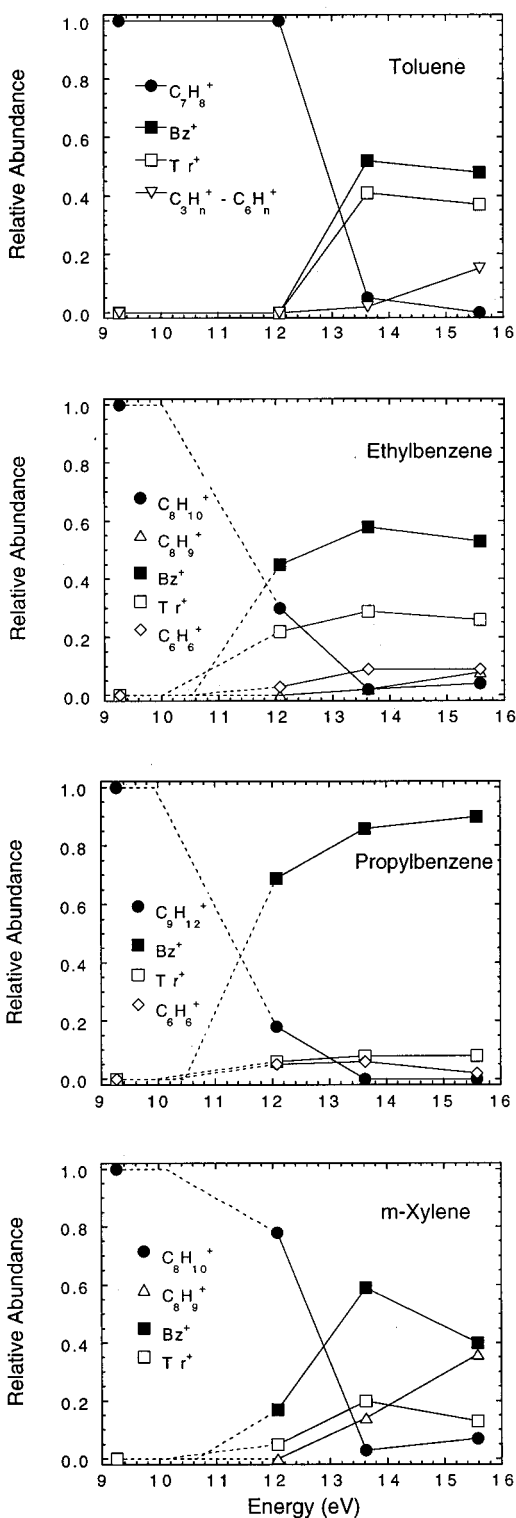 Toluene
Relative Abundance
1.0
0.8
0.6
0.4
0.2
0.0
C₇H₈⁺
Bz⁺
T r⁺
C₃Hₙ⁺ - C₆Hₙ⁺
9 10 11 12 13 14 15 16
Ethylbenzene
Relative Abundance
1.0
0.8
0.6
0.4
0.2
0.0
C₈H₁₀⁺
C₈H₉⁺
Bz⁺
T r⁺
C₆H₆⁺
9 10 11 12 13 14 15 16
Propylbenzene
Relative Abundance
1.0
0.8
0.6
0.4
0.2
0.0
C₉H₁₂⁺
Bz⁺
T r⁺
C₆H₆⁺
9 10 11 12 13 14 15 16
m-Xylene
Relative Abundance
1.0
0.8
0.6
0.4
0.2
0.0
C₈H₁₀⁺
C₈H₉⁺
Bz⁺
T r⁺
9 10 11 12 13 14 15 16
Energy (eV)